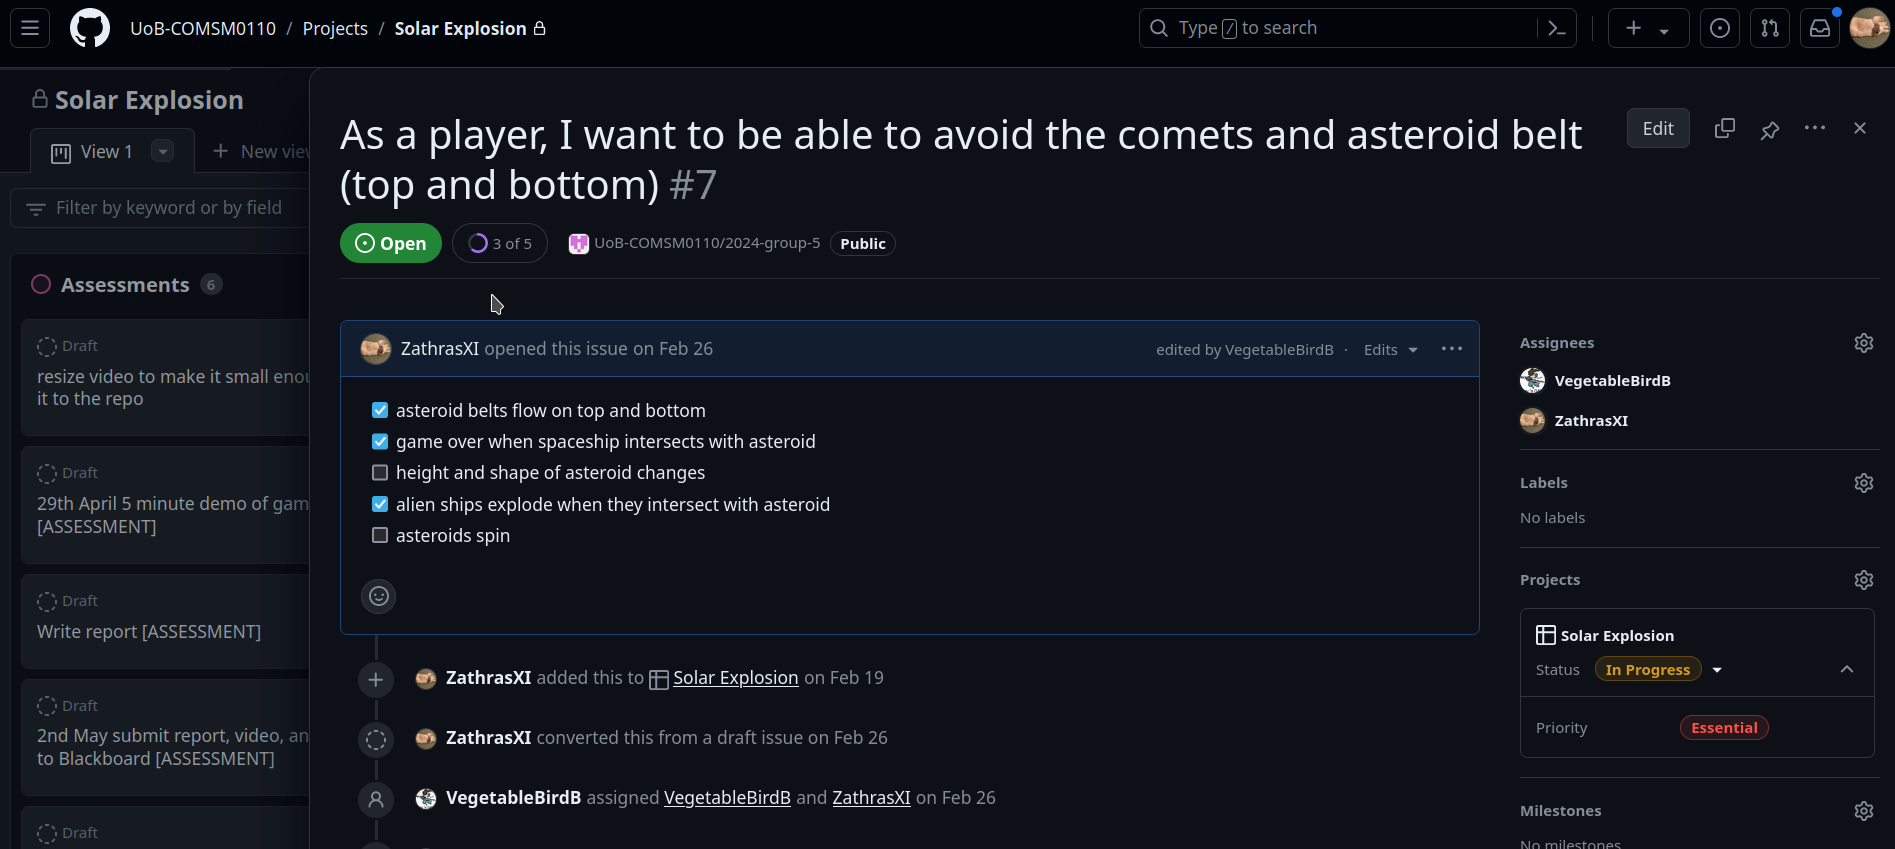 UoB-COMSM0110 / Projects / Solar Explosion
Type / to search
Solar Explosion
View 1
New view
Filter by keyword or by field
Assessments 6
Draft
resize video to make it small enou
it to the repo
Draft
29th April 5 minute demo of gam
[ASSESSMENT]
Draft
Write report [ASSESSMENT]
Draft
2nd May submit report, video, an
to Blackboard [ASSESSMENT]
Draft
As a player, I want to be able to avoid the comets and asteroid belt
(top and bottom) #7
Edit
Open
3 of 5
UoB-COMSM0110/2024-group-5
Public
ZathrasXI opened this issue on Feb 26
edited by VegetableBirdB · Edits
asteroid belts flow on top and bottom
game over when spaceship intersects with asteroid
height and shape of asteroid changes
alien ships explode when they intersect with asteroid
asteroids spin
ZathrasXI added this to Solar Explosion on Feb 19
ZathrasXI converted this from a draft issue on Feb 26
VegetableBirdB assigned VegetableBirdB and ZathrasXI on Feb 26
Assignees
VegetableBirdB
ZathrasXI
Labels
No labels
Projects
Solar Explosion
Status In Progress
Priority Essential
Milestones
No milestones